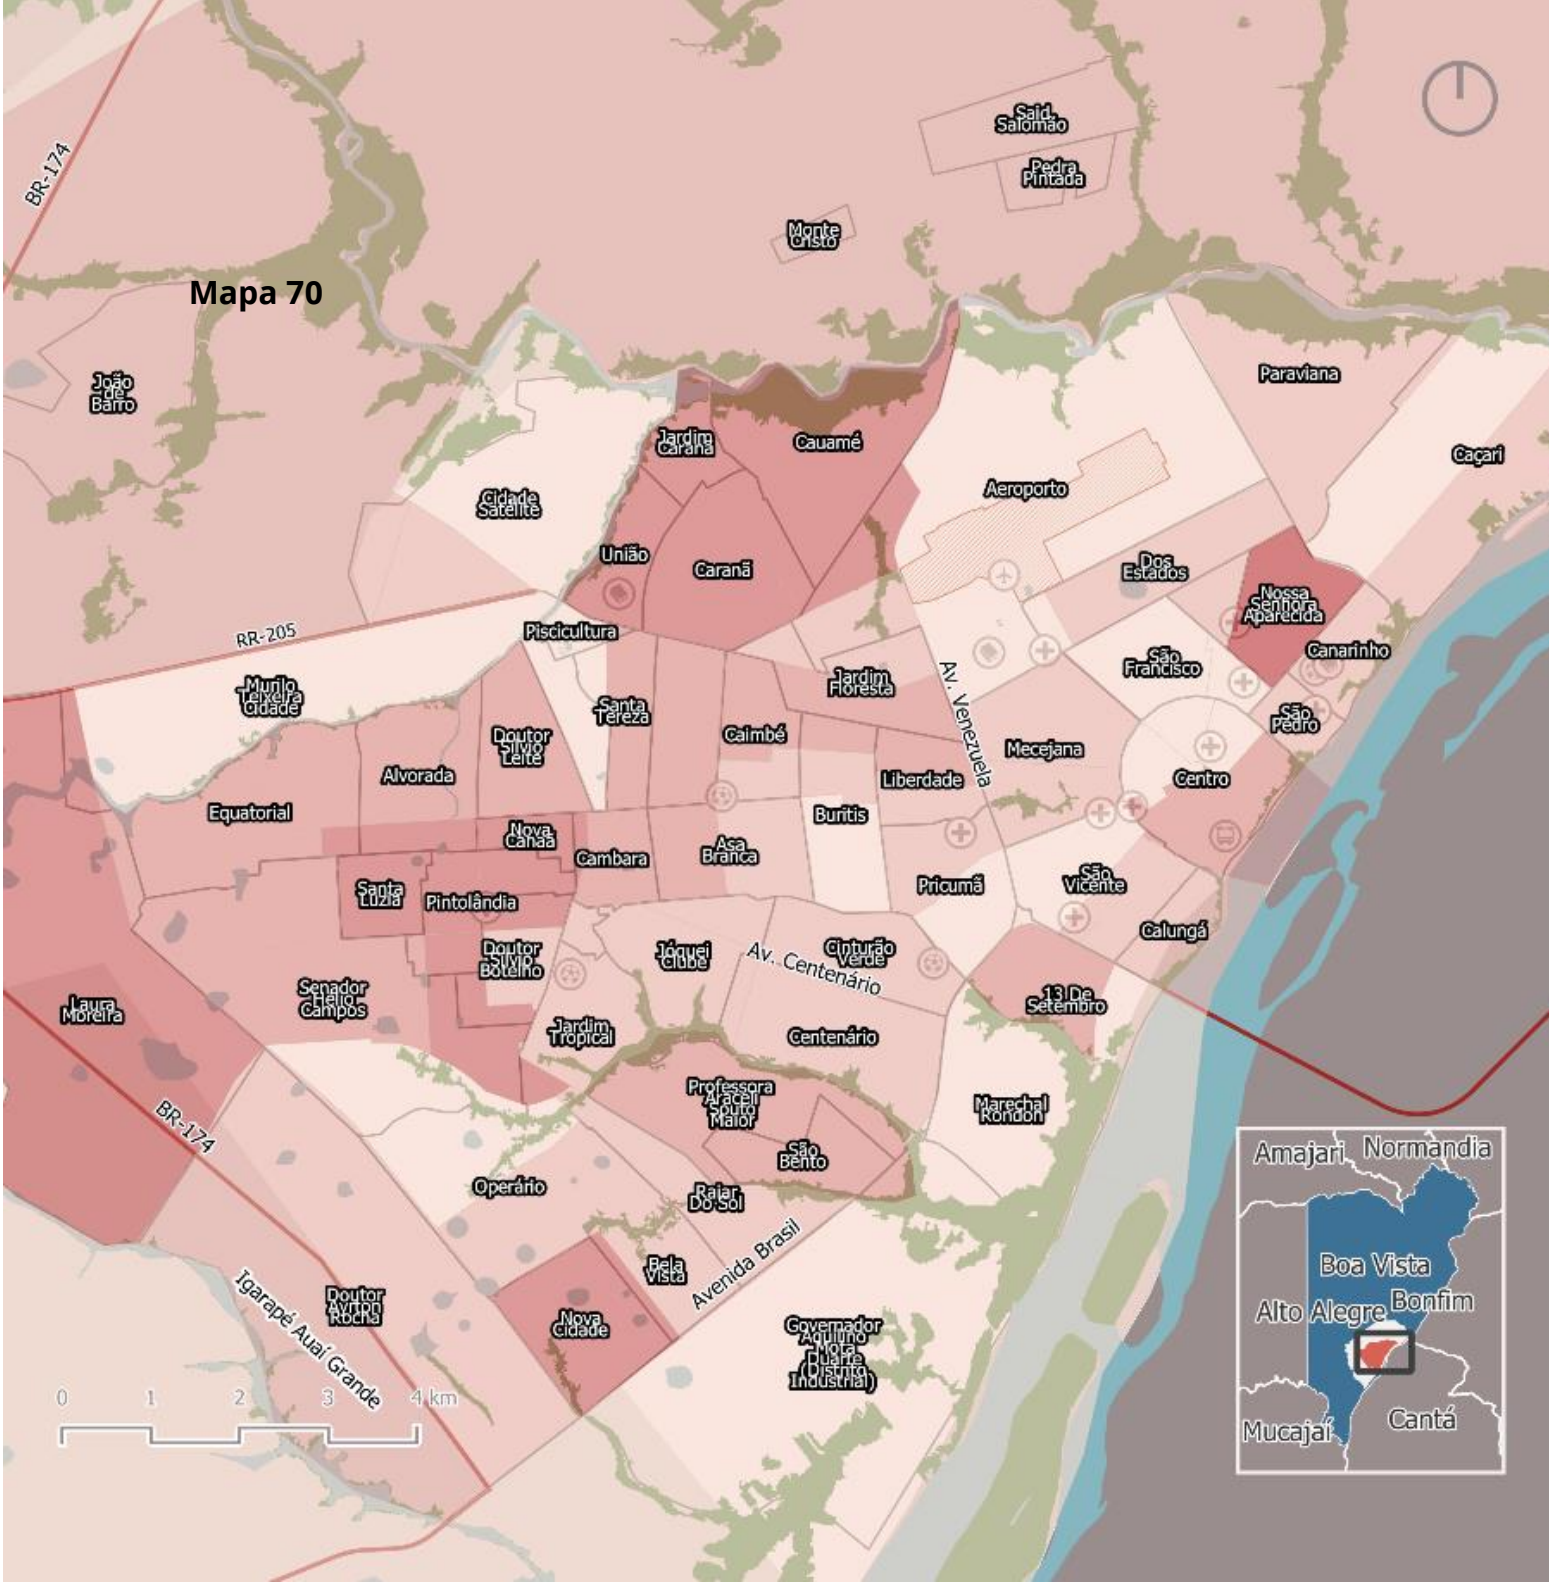 Said
Salomão
Pedra
Pintada
BR-174
Monte
Cristo
Mapa 70
João
de
Barro
Paraviana
Jardim
Caranã
Cauamé
Caçari
Aeroporto
Cidade
Satélite
União
Caranã
Dos
Estados
Nossa
Senhora
Aparecida
RR-205
Piscicultura
Canarinho
São
Francisco
Jardim
Floresta
Murilo
Teixeira
Cidade
Santa
Tereza
São
Pedro
Av. Venezuela
Doutor
Silvio
Leite
Caimbé
Mecejana
Alvorada
Liberdade
Centro
Equatorial
Buritis
Nova
Canaã
Cambara
Asa
Branca
Santa
Luzia
Pintolândia
Pricumã
São
Vicente
Calungá
Doutor
Silvio
Botelho
Jóquei
Clube
Av. Centenário
Cinturão
Verde
Senador
Hélio
Campos
Laura
Moreira
13 De
Setembro
Jardim
Tropical
Centenário
BR-174
Professora
Araceli
Souto
Maior
Marechal
Rondon
São
Bento
Operário
Raiar
Do Sol
Avenida Brasil
Bela
Vista
Igarapé Auaí Grande
Doutor
Ayrton
Rocha
Nova
Cidade
Governador
Aquilino
Mota
Duarte
(Distrito
Industrial)
0 1 2 3 4 km
Amajari Normandia
Boa Vista
Alto Alegre Bonfim
Mucajaí Cantá